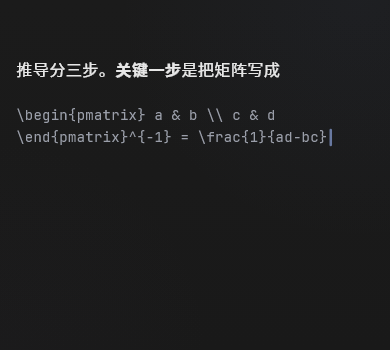 推导分三步。关键一步是把矩阵写成
\begin{pmatrix} a & b \\ c & d
\end{pmatrix}^{-1} = \frac{1}{ad-bc}